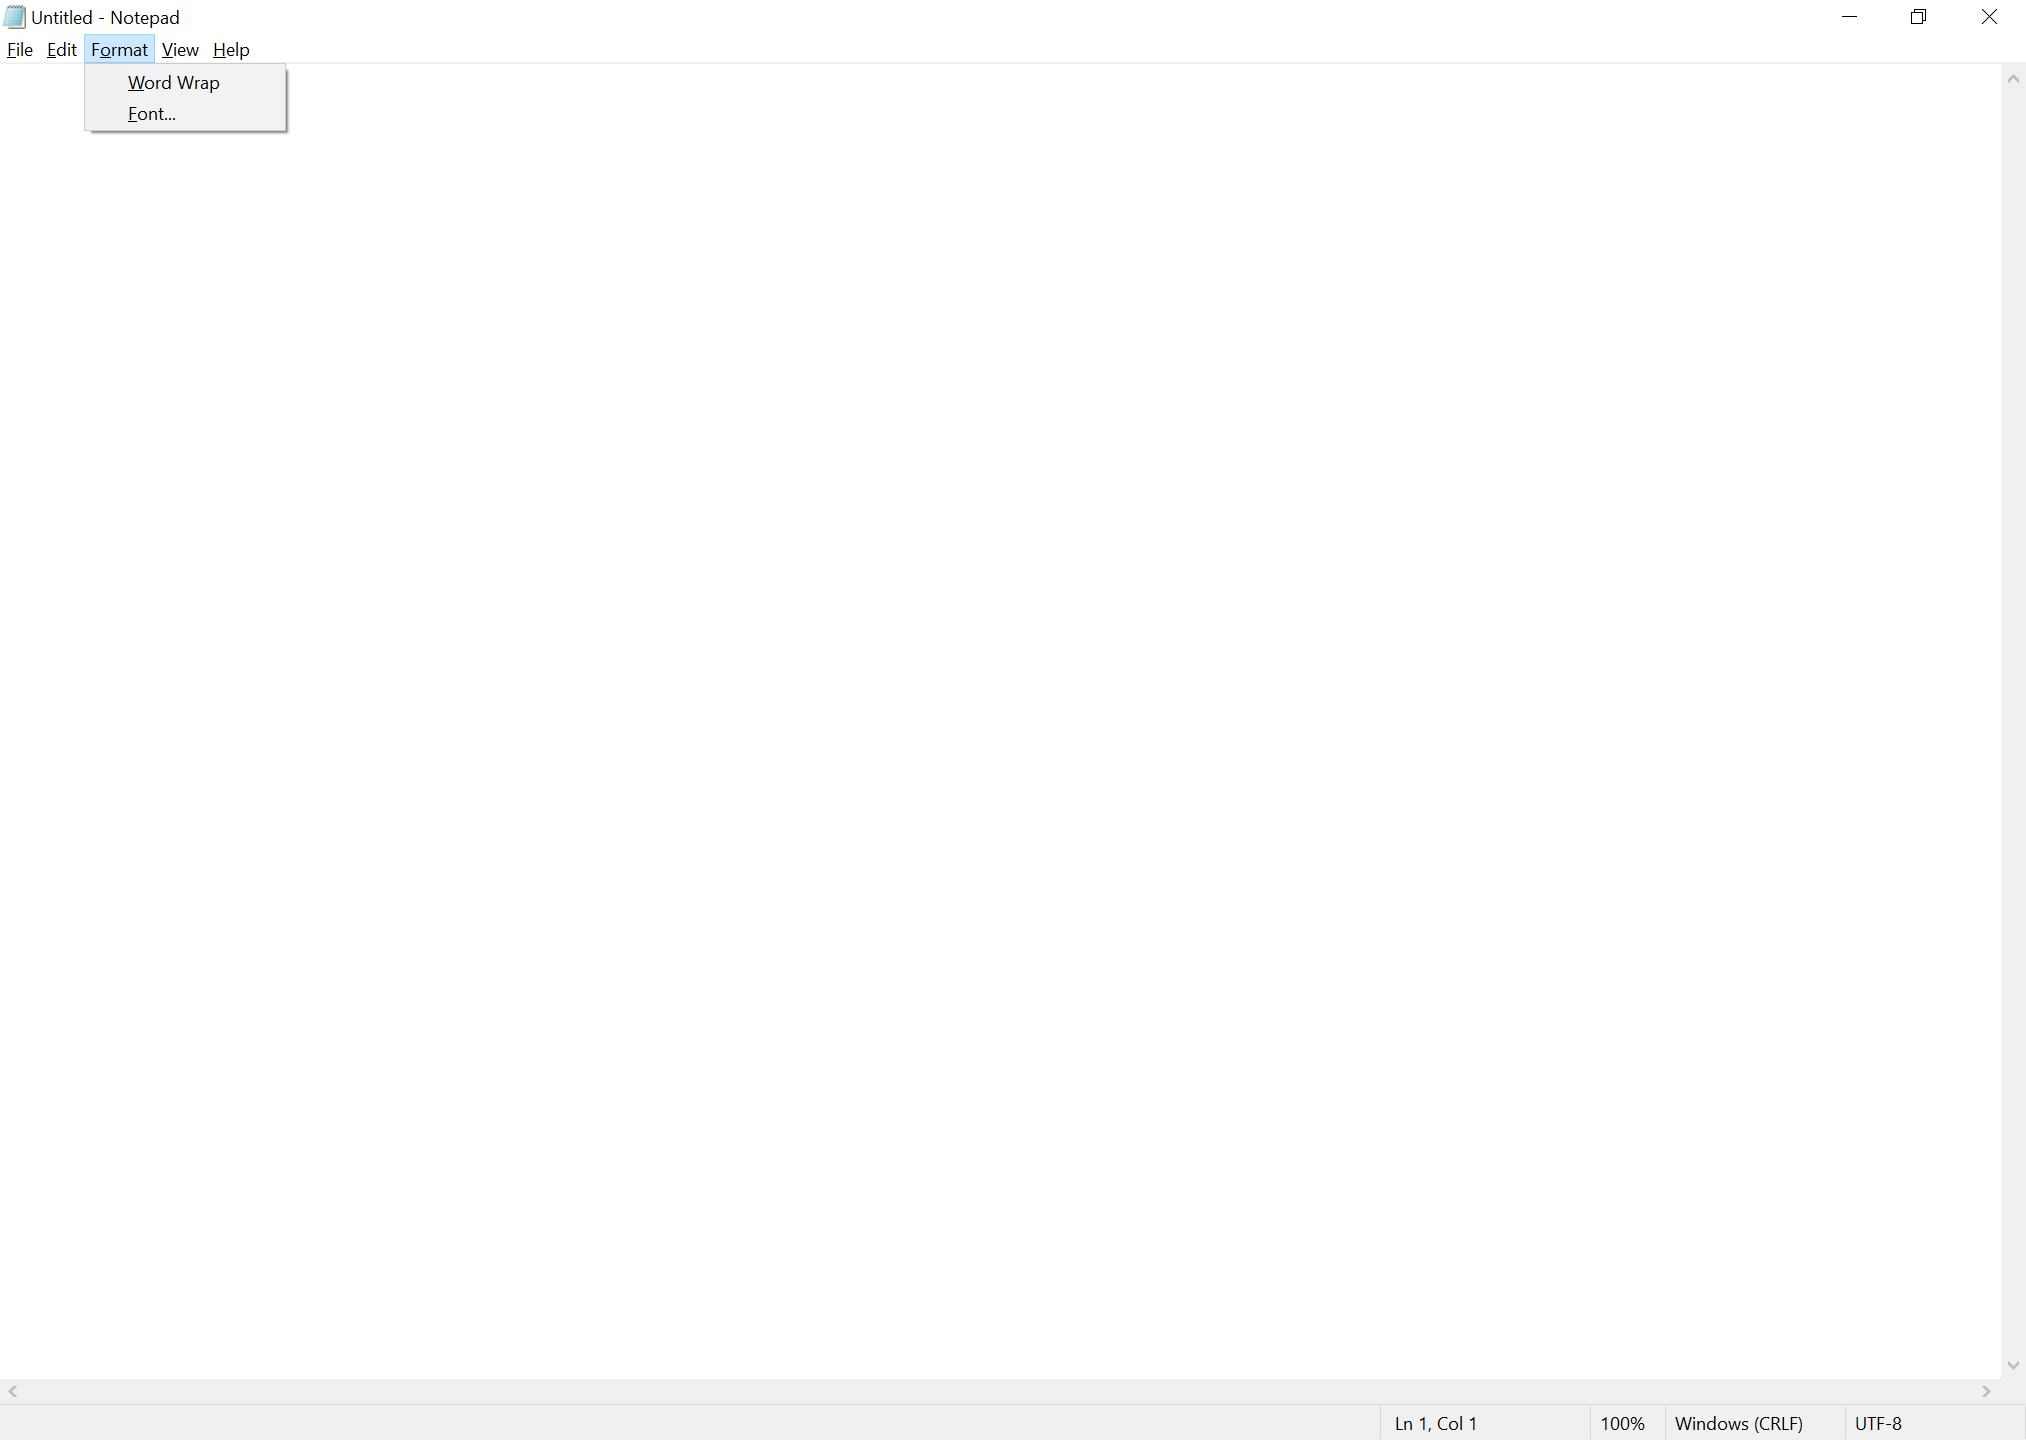 Untitled - Notepad
File Edit Format View Help
Word Wrap
Font...
Ln 1, Col 1 100% Windows (CRLF) UTF-8